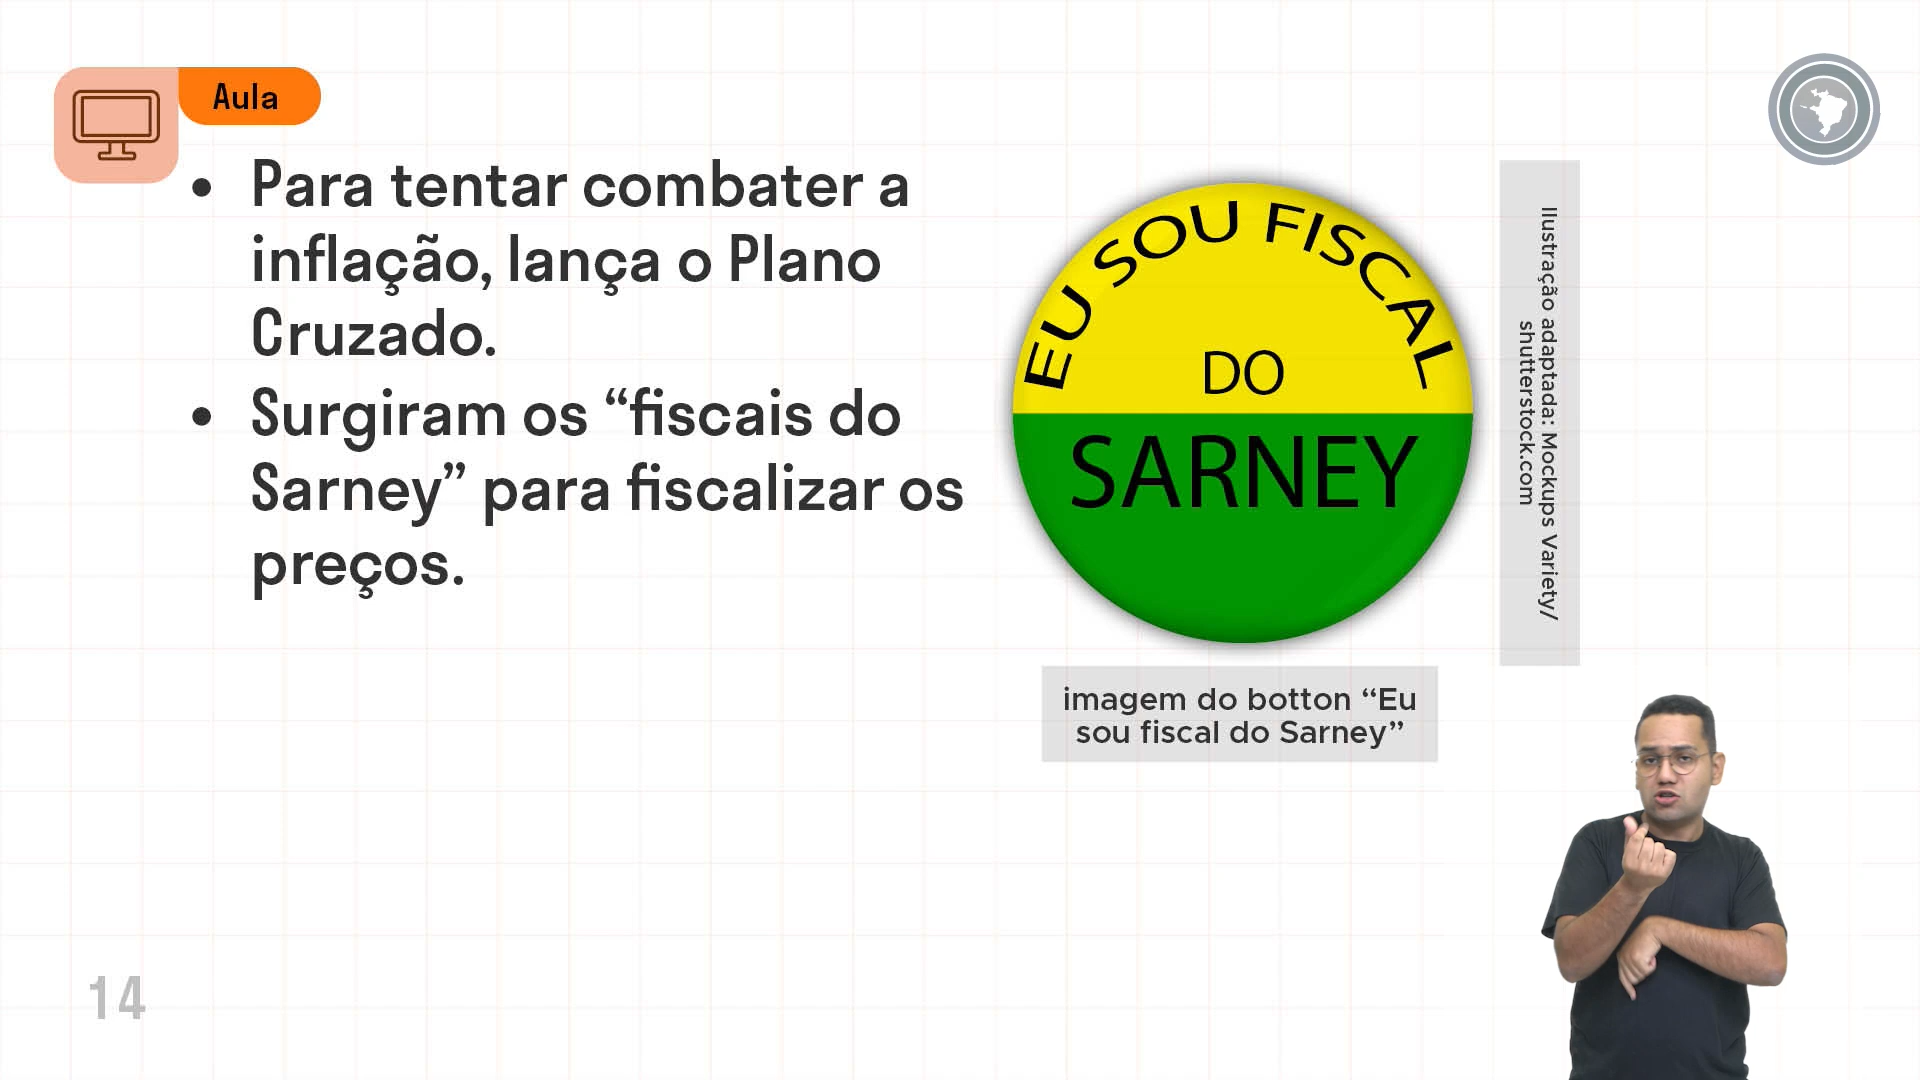 Aula
• Para tentar combater a
inflação, lança o Plano
Cruzado.
• Surgiram os “fiscais do
Sarney” para fiscalizar os
preços.
EU SOU FISCAL
DO
SARNEY
Ilustração adaptada: Mockups Variety/
shutterstock.com
imagem do botton “Eu
sou fiscal do Sarney”
14